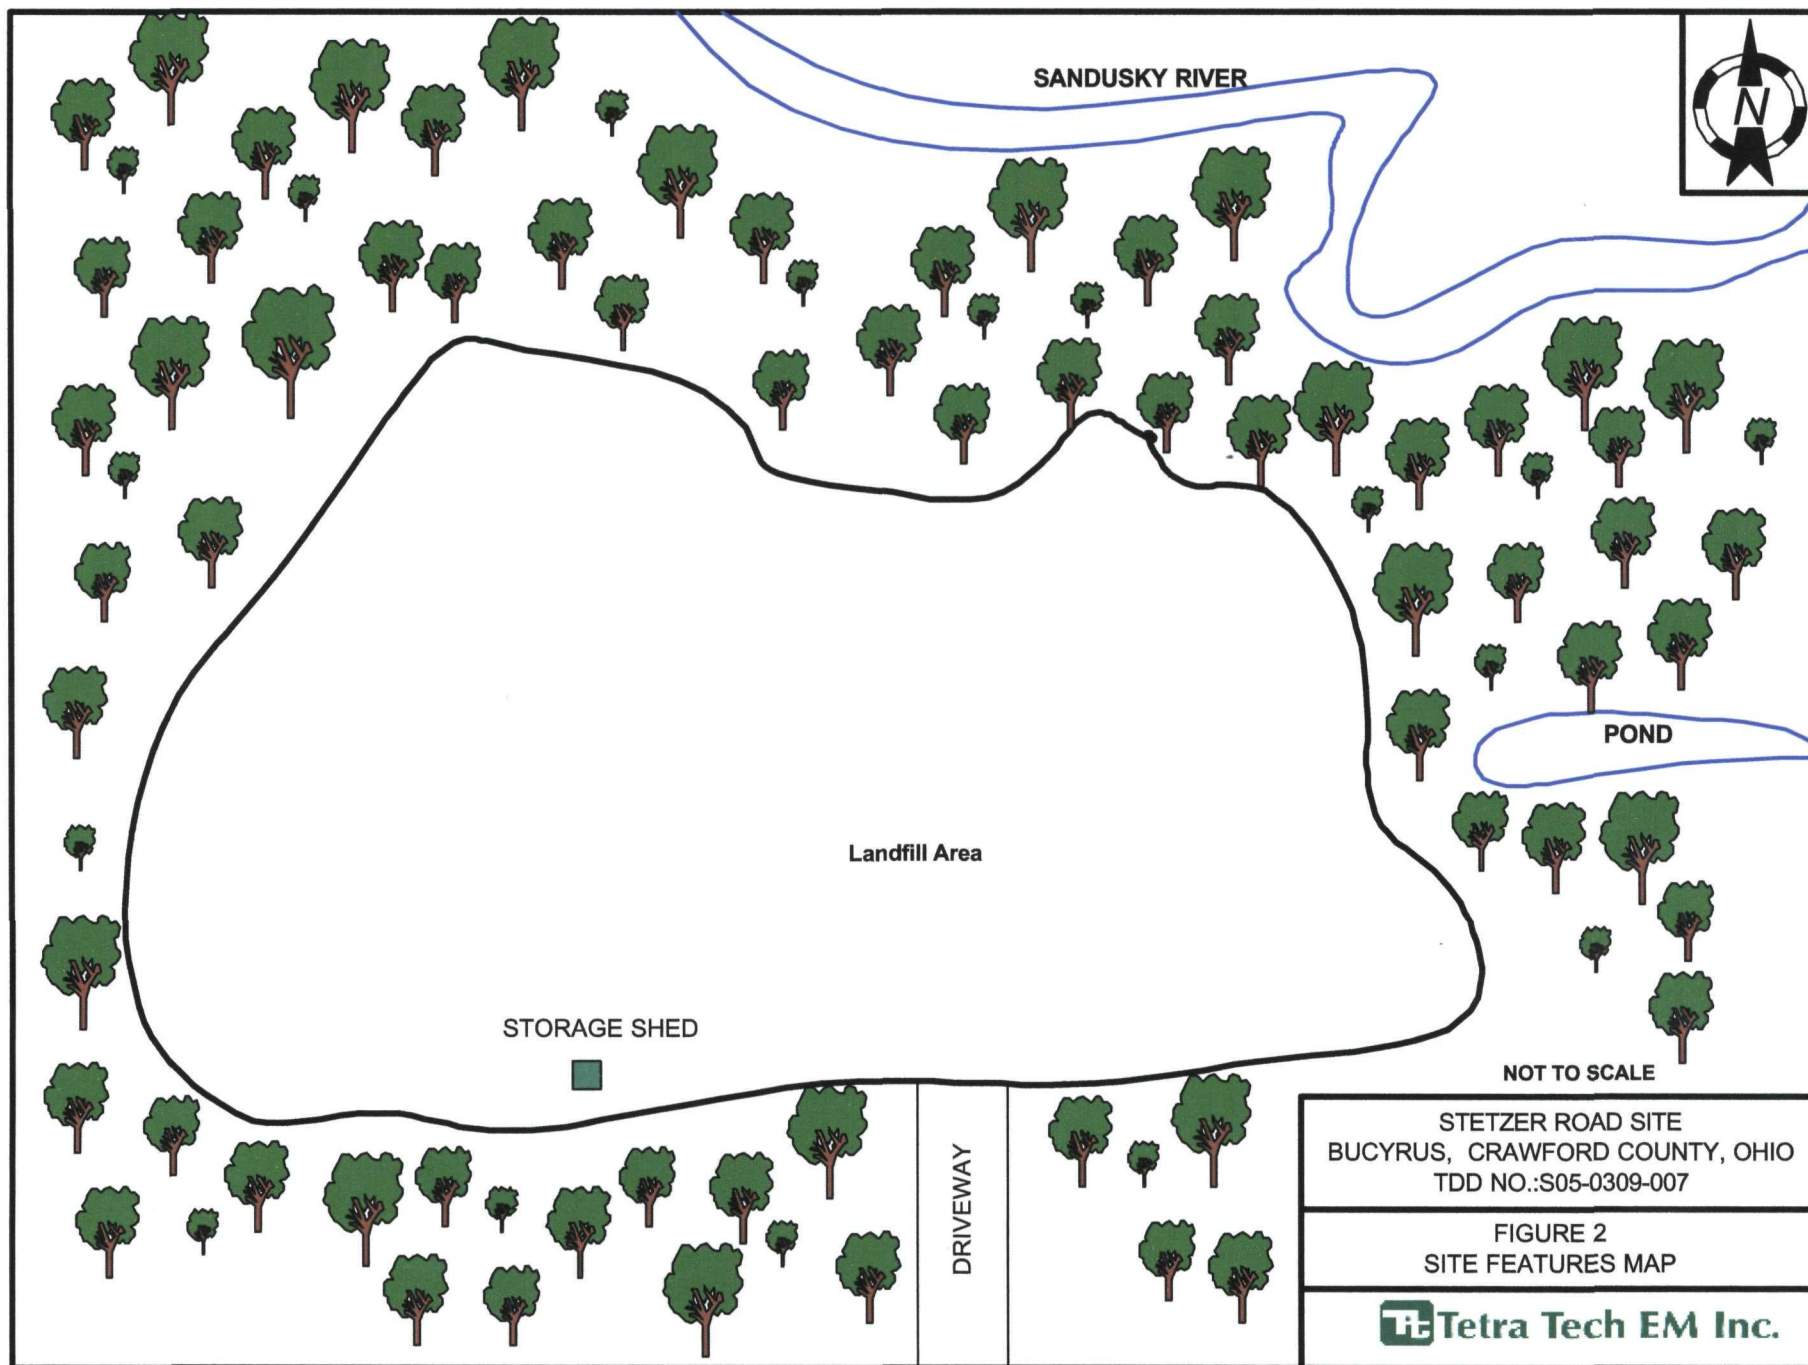 SANDUSKY RIVER
N
POND
Landfill Area
STORAGE SHED
DRIVEWAY
NOT TO SCALE
STETZER ROAD SITE
BUCYRUS, CRAWFORD COUNTY, OHIO
TDD NO.:S05-0309-007
FIGURE 2
SITE FEATURES MAP
Tt Tetra Tech EM Inc.